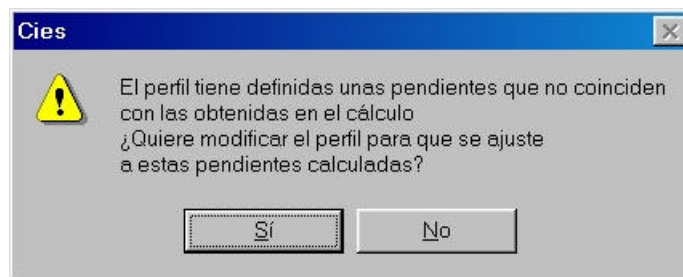 Cies
El perfil tiene definidas unas pendientes que no coinciden
con las obtenidas en el cálculo
¿Quiere modificar el perfil para que se ajuste
a estas pendientes calculadas?
Sí
No